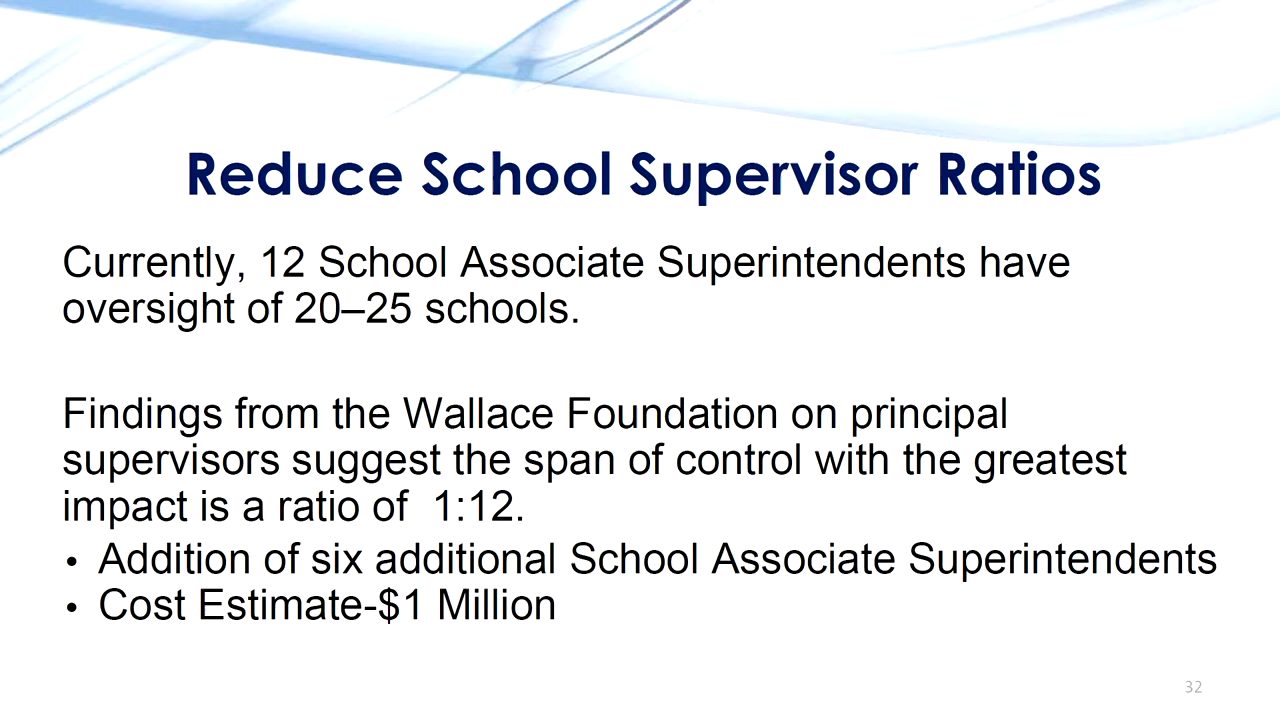 Reduce School Supervisor Ratios
Currently, 12 School Associate Superintendents have
oversight of 20–25 schools.
Findings from the Wallace Foundation on principal
supervisors suggest the span of control with the greatest
impact is a ratio of  1:12.
• Addition of six additional School Associate Superintendents
• Cost Estimate-$1 Million
32